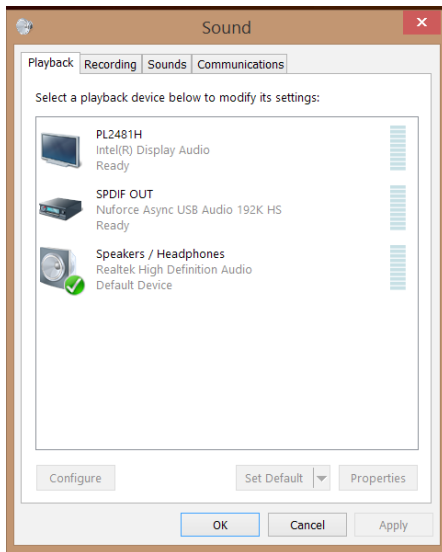 Sound
Playback Recording Sounds Communications
Select a playback device below to modify its settings:
PL2481H
Intel(R) Display Audio
Ready
SPDIF OUT
Nuforce Async USB Audio 192K HS
Ready
Speakers / Headphones
Realtek High Definition Audio
Default Device
Configure Set Default Properties
OK Cancel Apply